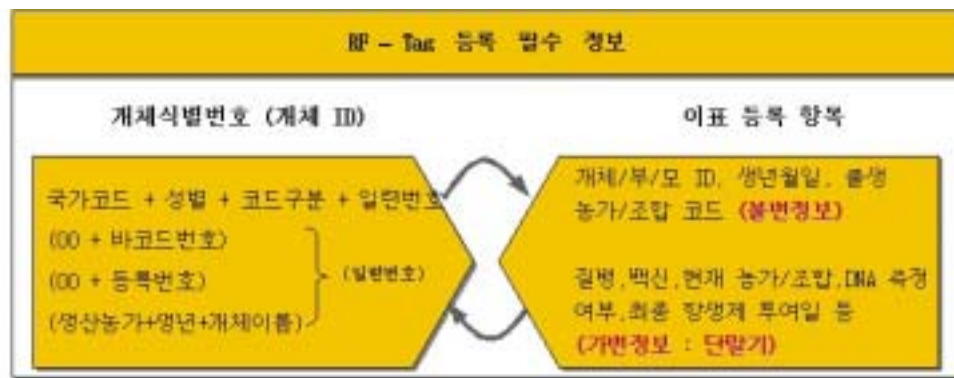 RF - Tag 등록 필수 정보
개체식별번호 (개체 ID)
이표 등록 항목
국가코드 + 성별 + 코드구분 + 일련번호
(00 + 바코드번호)
(00 + 등록번호)
(생산농가+생년+개체이름)
(일련번호)
개체/부/모 ID, 생년월일, 출생
농가/조합 코드 (불변정보)
질병,백신,현재 농가/조합,DNA 측정
여부,최종 항생제 투여일 등
(가변정보 : 단말기)